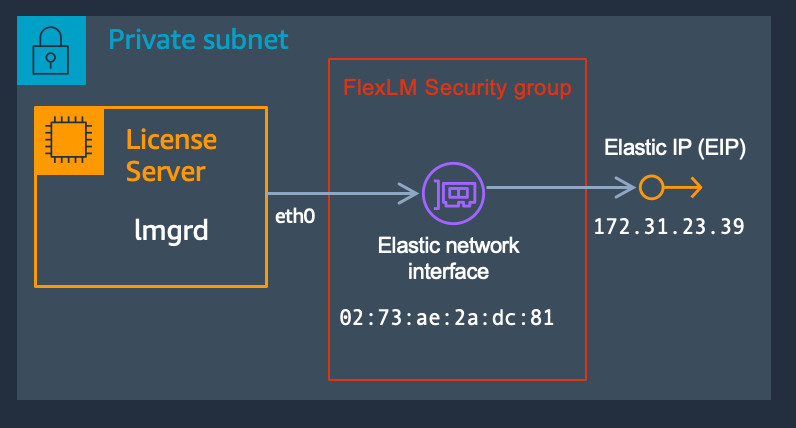 Private subnet
FlexLM Security group
License
Server
lmgrd
eth0
Elastic network
interface
02:73:ae:2a:dc:81
Elastic IP (EIP)
172.31.23.39